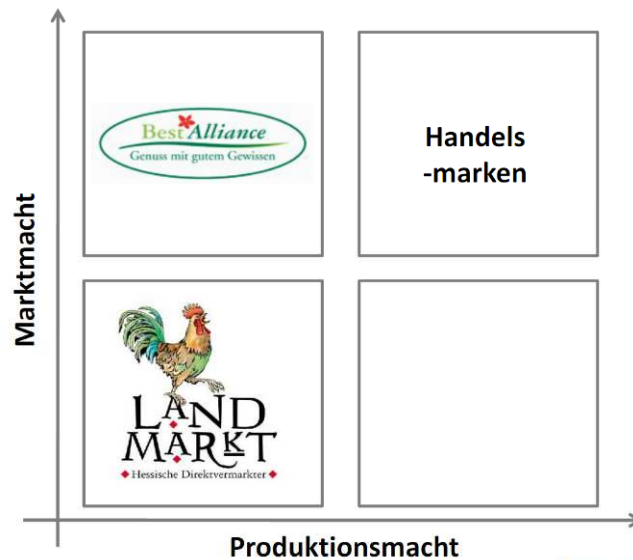 Marktmacht
Best Alliance
Genuss mit gutem Gewissen
Handels
-marken
LAND
MARKT
Hessische Direktvermarkter
Produktionsmacht